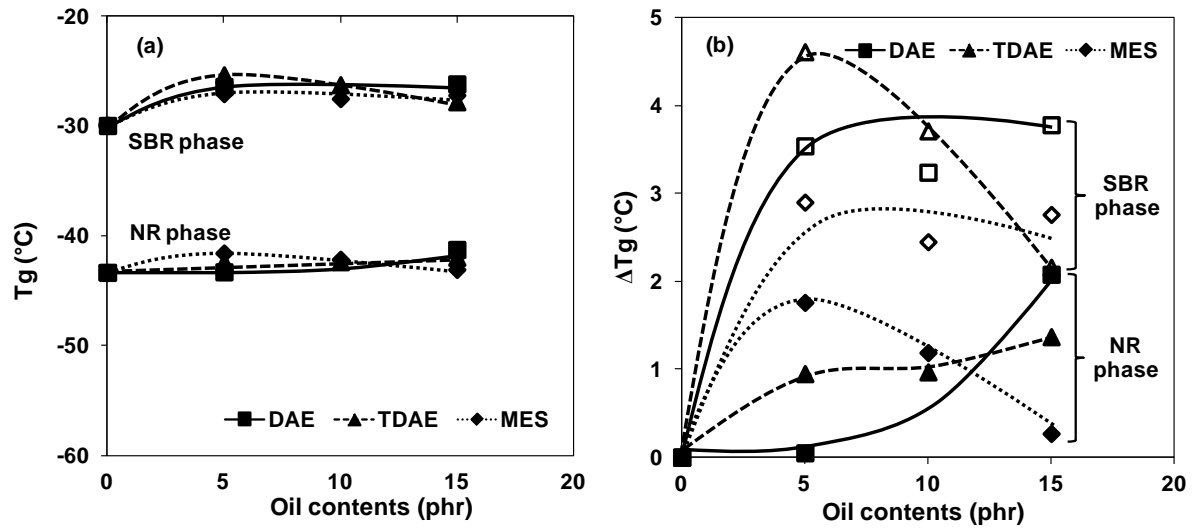 (a)
Tg (°C)
-20
-30
-40
-50
-60
SBR phase
NR phase
DAE TDAE MES
0 5 10 15 20
Oil contents (phr)
(b)
DAE TDAE MES
ΔTg (°C)
5
4
3
2
1
0
SBR
phase
NR
phase
0 5 10 15 20
Oil contents (phr)